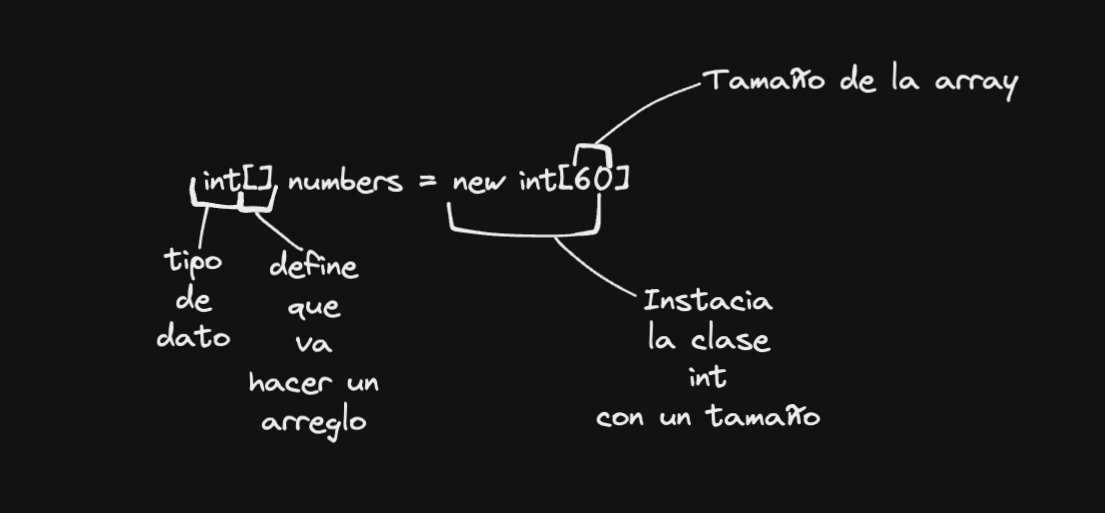 Tamaño de la array
int[] numbers = new int[60]
tipo
de
dato
define
que
va
hacer un
arreglo
Instacia
la clase
int
con un tamaño